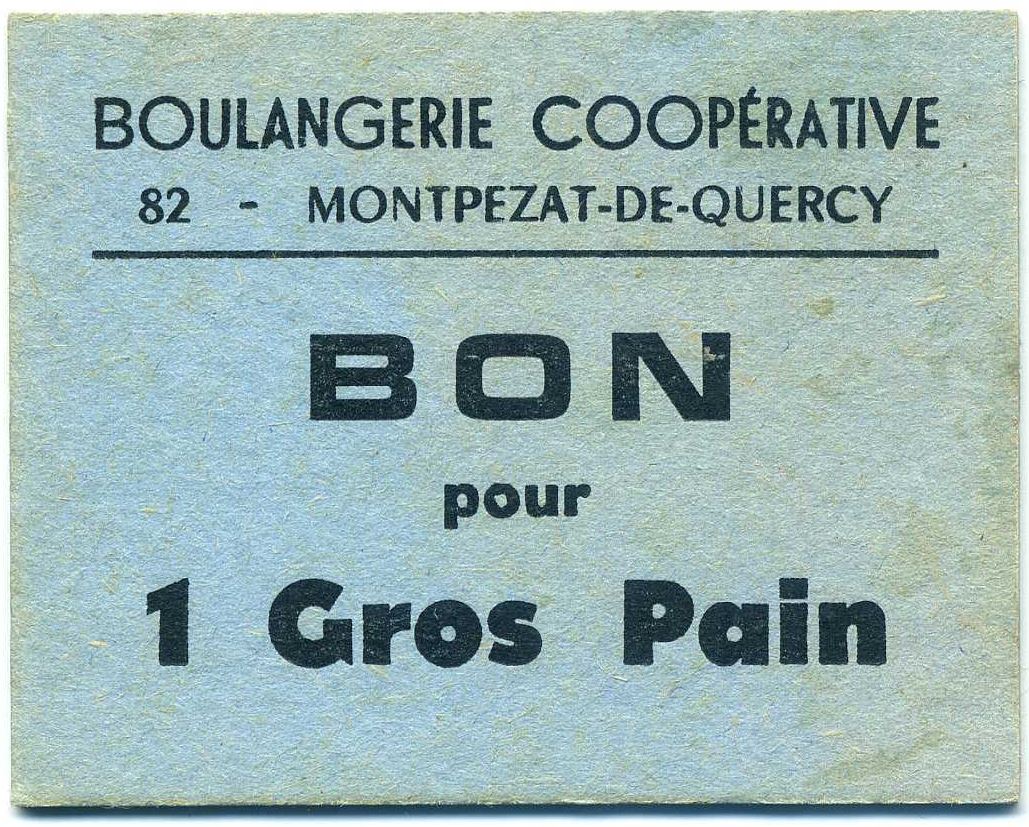 BOULANGERIE COOPÉRATIVE
82 - MONTPEZAT-DE-QUERCY
BON
pour
1 Gros Pain